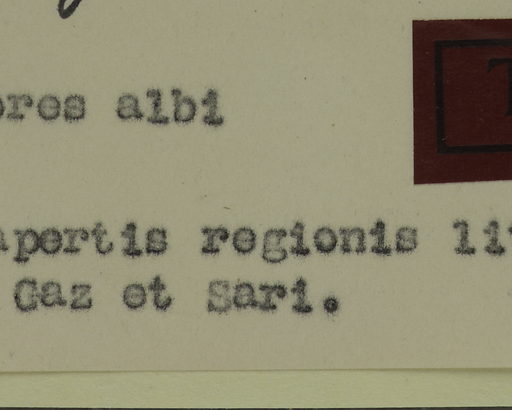 ores albi
apertis regionis li
Gaz et Sari.